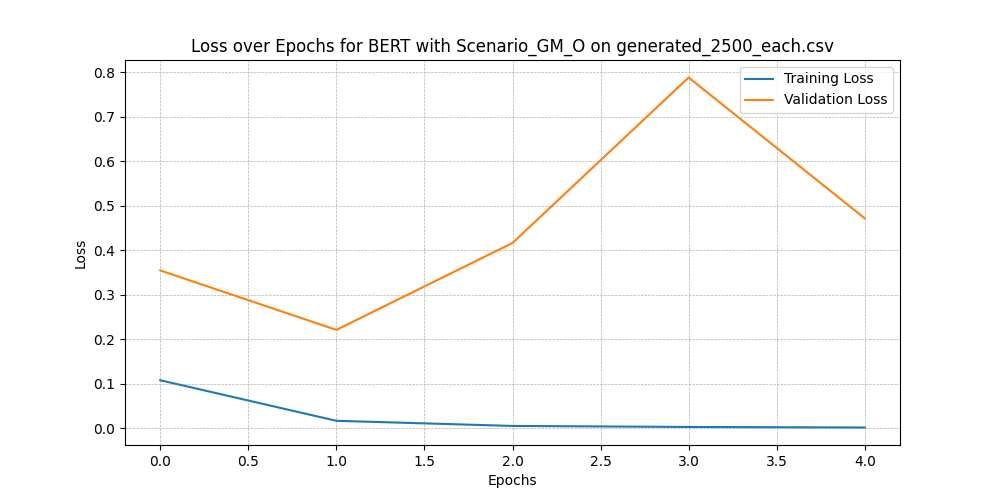 Loss over Epochs for BERT with Scenario_GM_O on generated_2500_each.csv
Training Loss
Validation Loss
0.8
0.7
0.6
0.5
0.4
0.3
0.2
0.1
0.0
Loss
0.0 0.5 1.0 1.5 2.0 2.5 3.0 3.5 4.0
Epochs